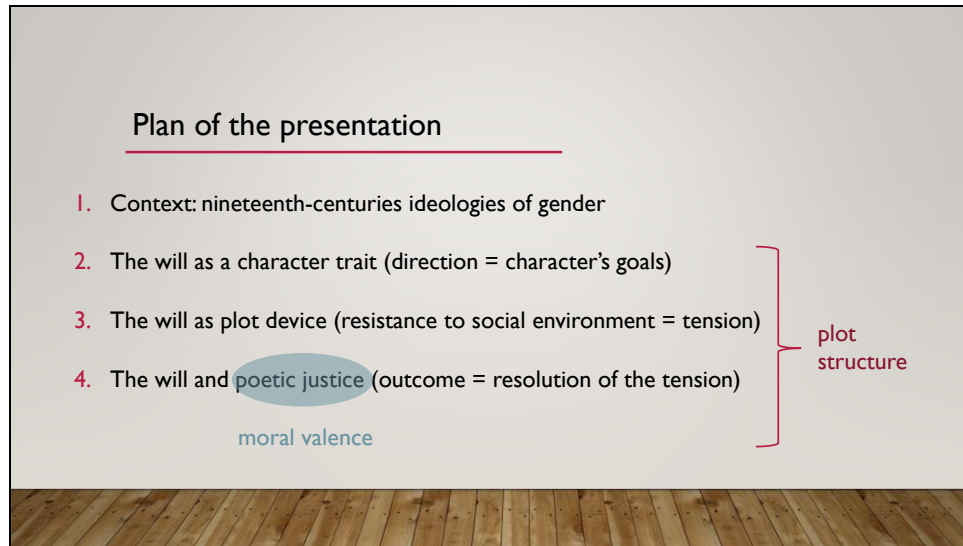 Plan of the presentation
1. Context: nineteenth-centuries ideologies of gender
2. The will as a character trait (direction = character's goals)
3. The will as plot device (resistance to social environment = tension)
4. The will and poetic justice (outcome = resolution of the tension)
moral valence
plot
structure